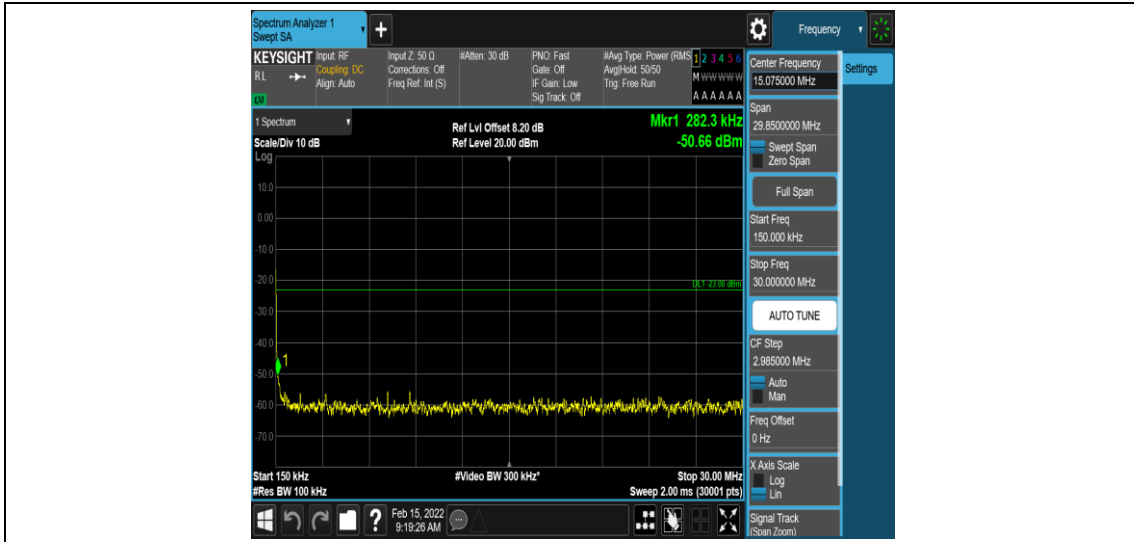 Spectrum Analyzer 1
Swept SA
+
Frequency
KEYSIGHT
RL
LXI
Input: RF
Coupling: DC
Align: Auto
Input Z: 50 Ω
Corrections: Off
Freq Ref: Int (S)
#Atten: 30 dB
PNO: Fast
Gate: Off
IF Gain: Low
Sig Track: Off
#Avg Type: Power (RMS
Avg|Hold: 50/50
Trig: Free Run
1 2 3 4 5 6
M W W W W W
A A A A A A
1 Spectrum
Scale/Div 10 dB
Log
Ref Lvl Offset 8.20 dB
Ref Level 20.00 dBm
Mkr1 282.3 kHz
-50.66 dBm
10.0
0.00
-10.0
-20.0
DL1 -23.00 dBm
-30.0
-40.0
1
-50.0
-60.0
-70.0
Start 150 kHz
#Res BW 100 kHz
#Video BW 300 kHz*
Stop 30.00 MHz
Sweep 2.00 ms (30001 pts)
?
Feb 15, 2022
9:19:26 AM
Center Frequency
15.075000 MHz
Settings
Span
29.8500000 MHz
Swept Span
Zero Span
Full Span
Start Freq
150.000 kHz
Stop Freq
30.000000 MHz
AUTO TUNE
CF Step
2.985000 MHz
Auto
Man
Freq Offset
0 Hz
X Axis Scale
Log
Lin
Signal Track
(Span Zoom)